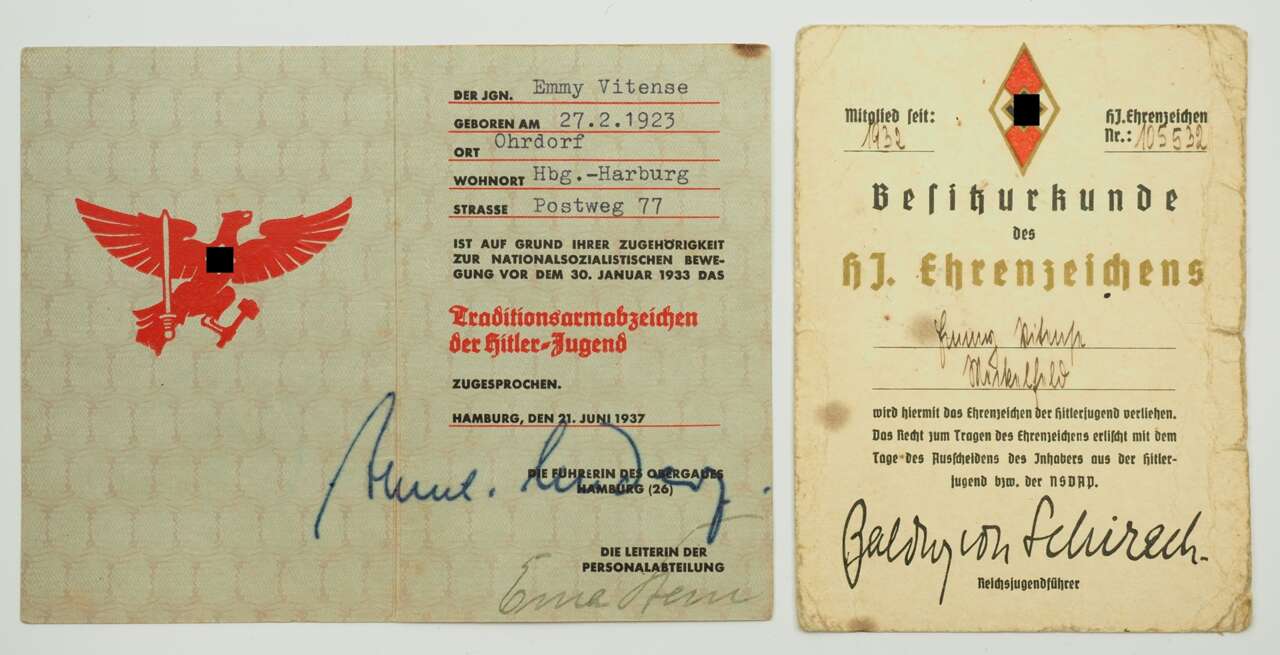 DER JGN. Emmy Vitense
GEBOREN AM 27.2.1923
ORT Ohrdorf
WOHNORT Hbg.-Harburg
STRASSE Postweg 77
IST AUF GRUND IHRER ZUGEHÖRIGKEIT
ZUR NATIONALSOZIALISTISCHEN BEWE-
GUNG VOR DEM 30. JANUAR 1933 DAS
Traditionsarmabzeichen
der Hitler-Jugend
ZUGESPROCHEN.
HAMBURG, DEN 21. JUNI 1937
DIE FÜHRERIN DES OBERGAUES
HAMBURG (26)
DIE LEITERIN DER
PERSONALABTEILUNG
Erna Stern
Mitglied seit:
1932
HJ. Ehrenzeichen
Nr.: 105532
Besitzurkunde
des
HJ. Ehrenzeichens
Emmy Vitense
Meckelfeld
wird hiermit das Ehrenzeichen der Hitlerjugend verliehen.
Das Recht zum Tragen des Ehrenzeichens erlischt mit dem
Tage des Ausscheidens des Inhabers aus der Hitler-
jugend bzw. der NSDAP.
Baldur von Schirach
Reichsjugendführer